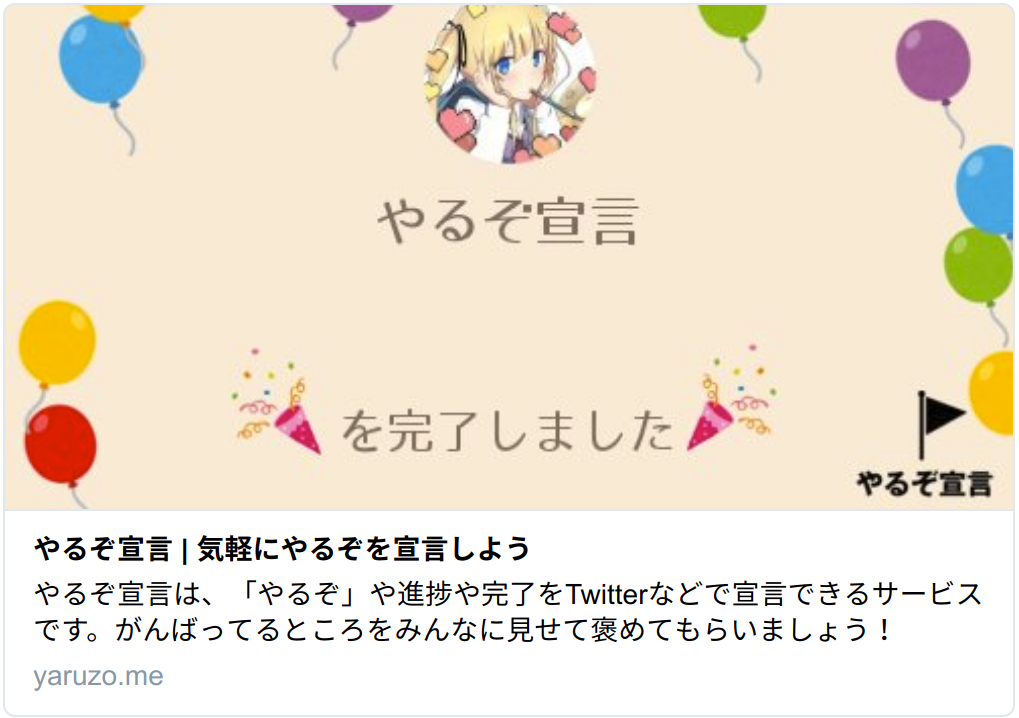 やるぞ宣言
を完了しました
やるぞ宣言
やるぞ宣言 | 気軽にやるぞを宣言しよう
やるぞ宣言は、「やるぞ」や進捗や完了をTwitterなどで宣言できるサービス
です。がんばってるところをみんなに見せて褒めてもらいましょう！
yaruzo.me